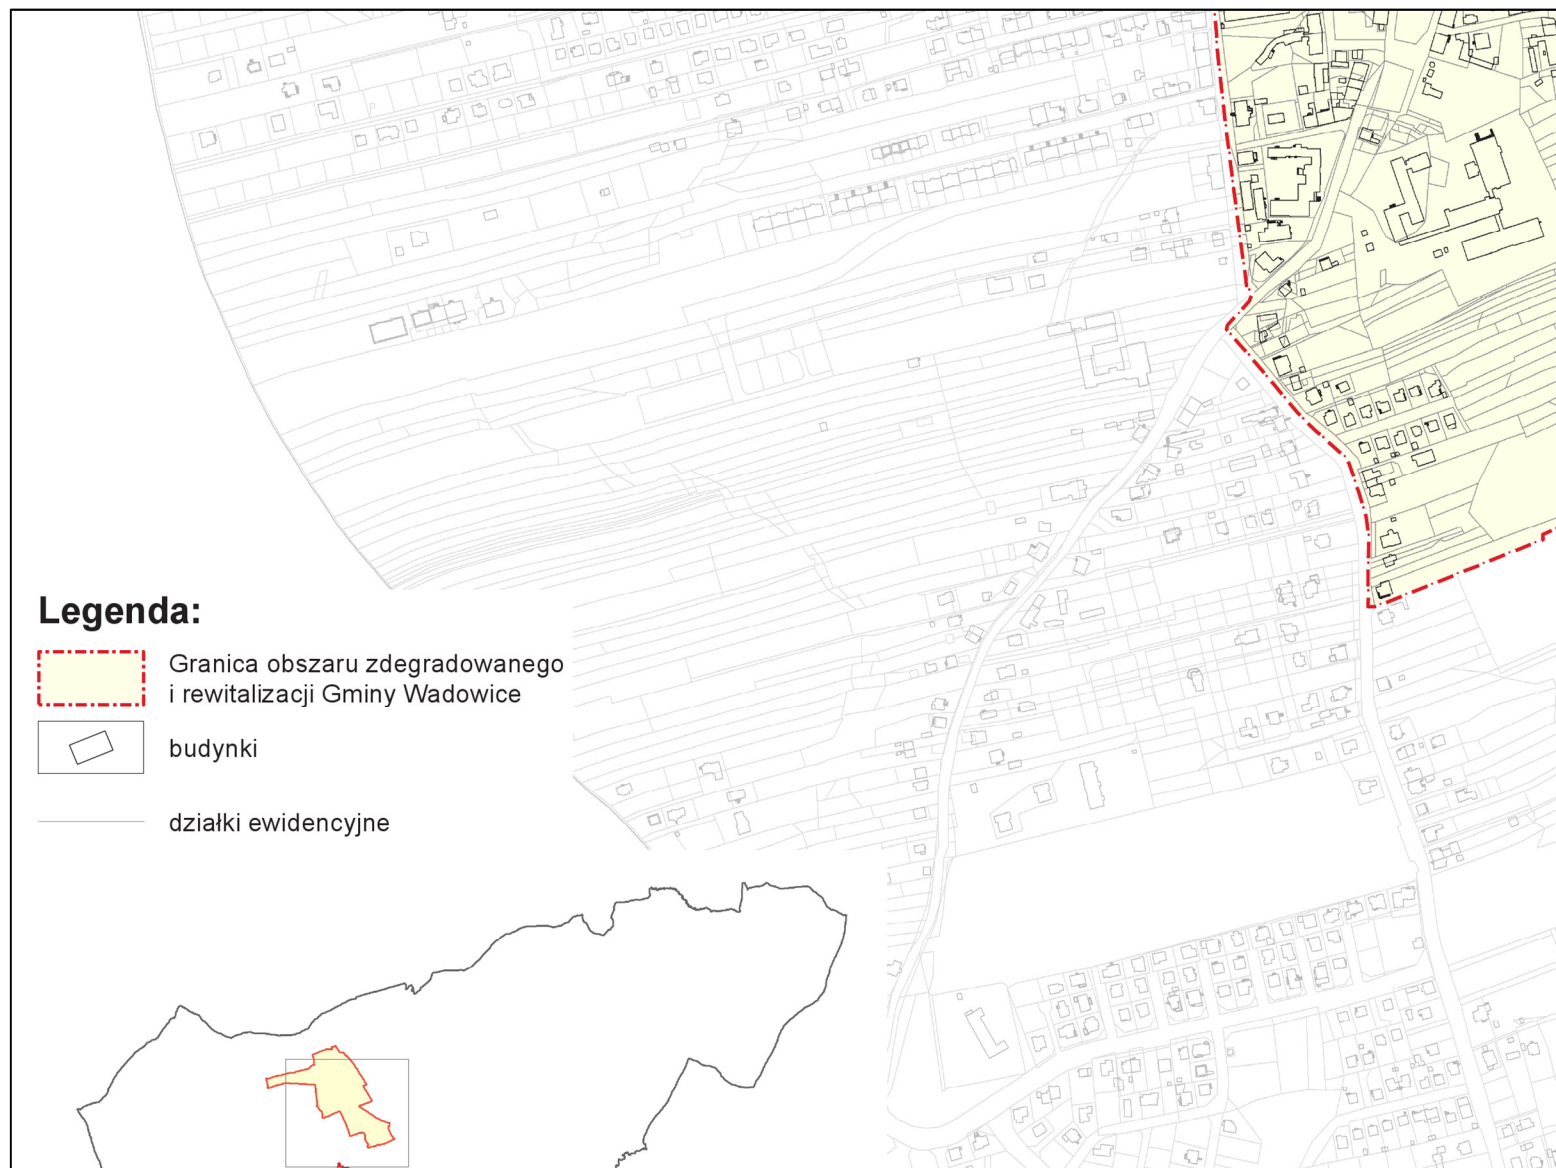 Legenda:
Granica obszaru zdegradowanego
i rewitalizacji Gminy Wadowice
budynki
działki ewidencyjne